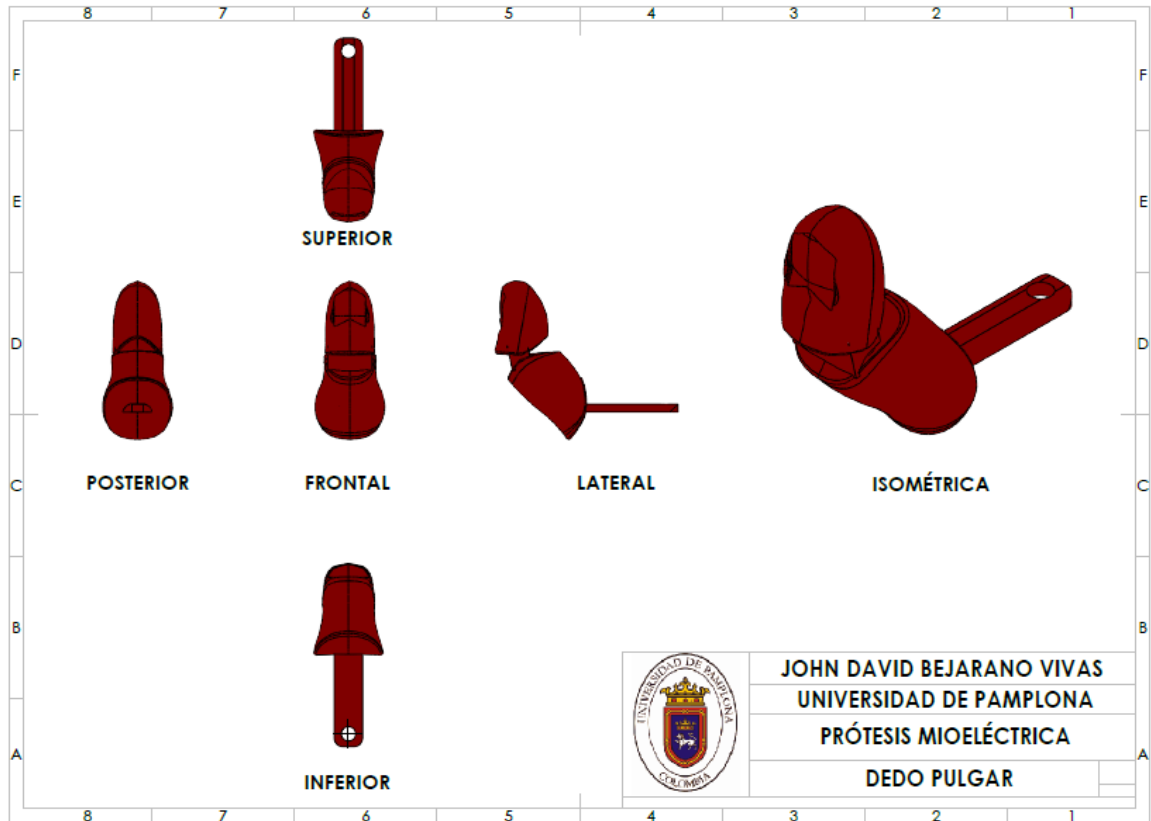 8 7 6 5 4 3 2 1
F F
SUPERIOR
E E
D D
POSTERIOR FRONTAL LATERAL ISOMÉTRICA
C C
B B
INFERIOR
A A
UNIVERSIDAD DE PAMPLONA
COLOMBIA
JOHN DAVID BEJARANO VIVAS
UNIVERSIDAD DE PAMPLONA
PRÓTESIS MIOELÉCTRICA
DEDO PULGAR
8 7 6 5 4 3 2 1